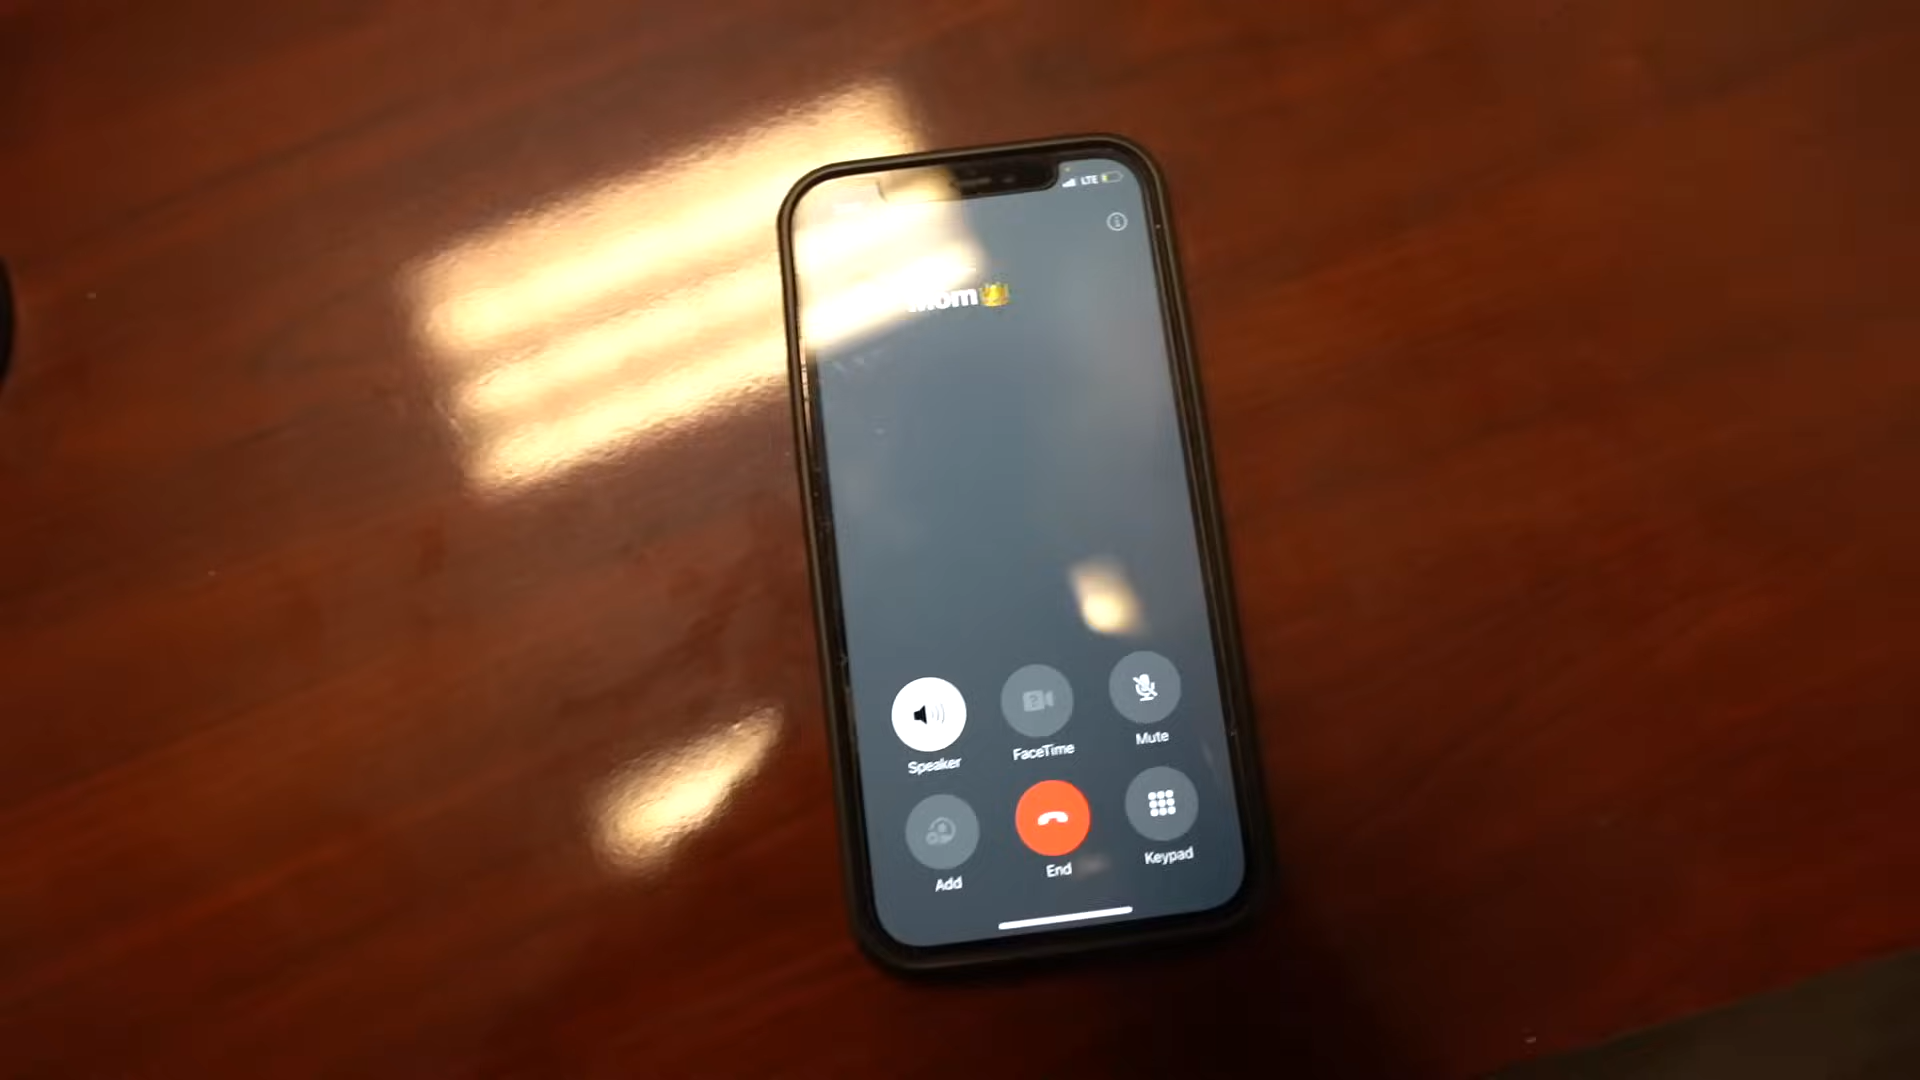 LTE
Mom👑
Speaker
FaceTime
Mute
Add
End
Keypad